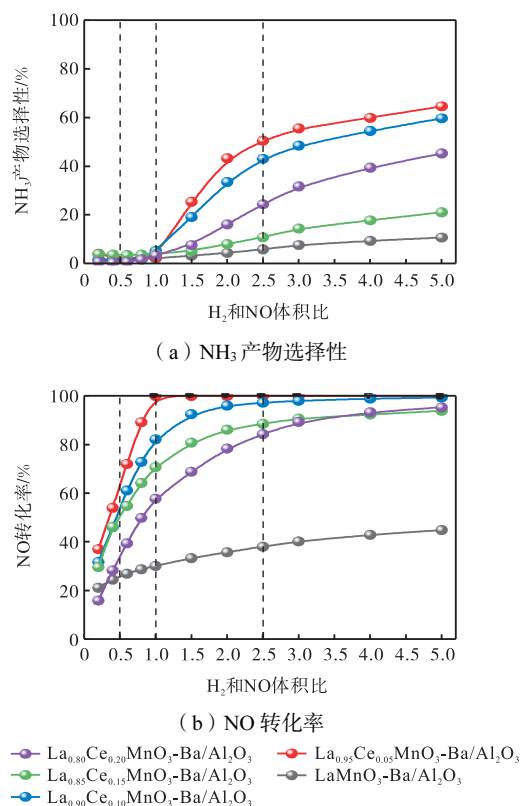 100
80
60
40
20
0
NH₃产物选择性/%
0 0.5 1.0 1.5 2.0 2.5 3.0 3.5 4.0 4.5 5.0
H₂和NO体积比
(a) NH₃产物选择性
100
80
60
40
20
0
NO转化率/%
0.5 1.0 1.5 2.0 2.5 3.0 3.5 4.0 4.5 5.0
H₂和NO体积比
(b) NO 转化率
La₀.₈₀Ce₀.₂₀MnO₃-Ba/Al₂O₃ La₀.₉₅Ce₀.₀₅MnO₃-Ba/Al₂O₃
La₀.₈₅Ce₀.₁₅MnO₃-Ba/Al₂O₃ LaMnO₃-Ba/Al₂O₃
La₀.₉₀Ce₀.₁₀MnO₃-Ba/Al₂O₃